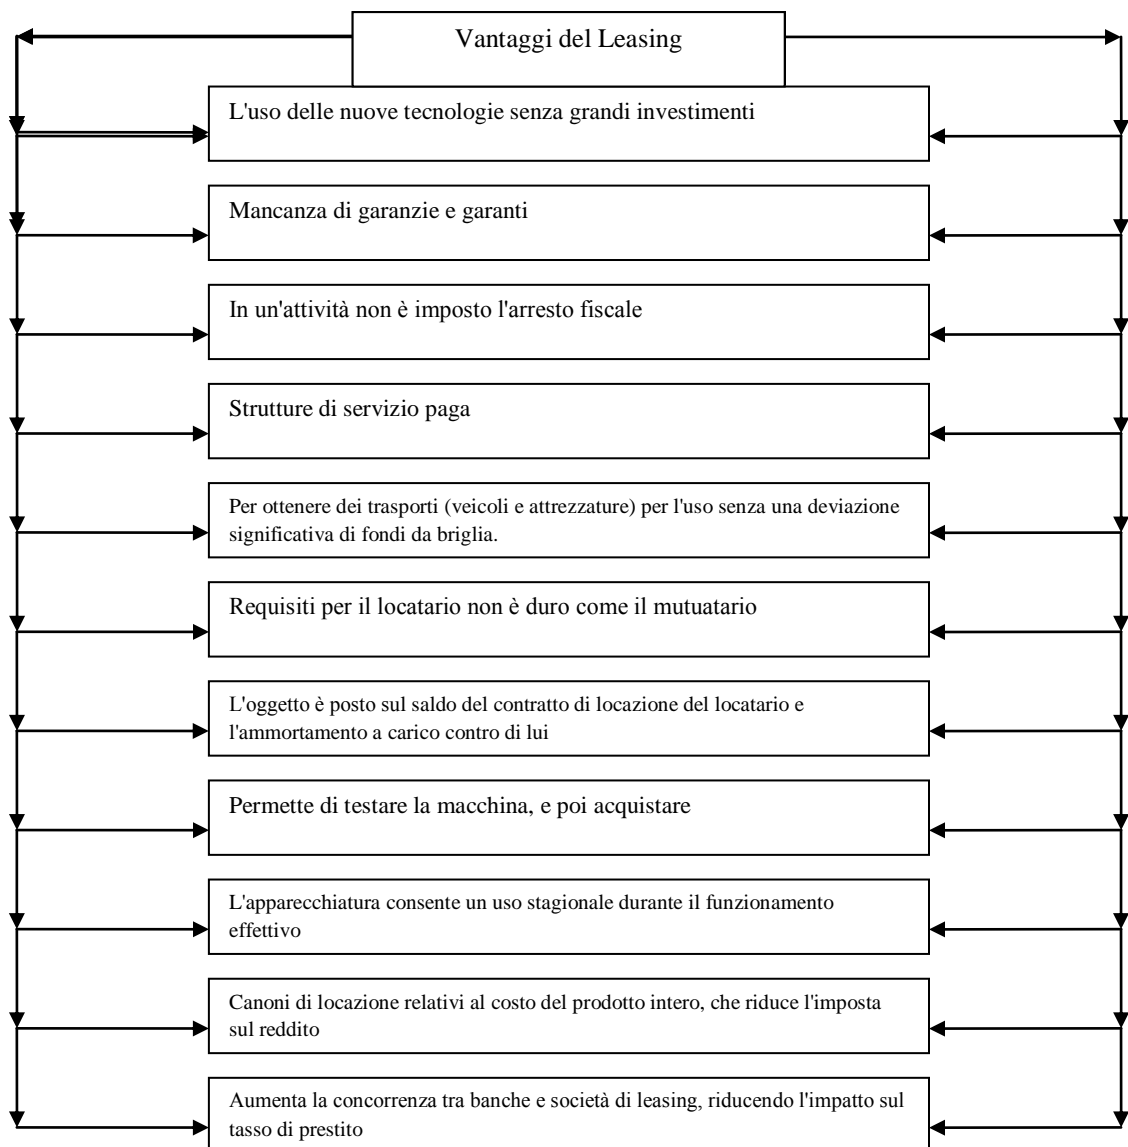 Vantaggi del Leasing
L'uso delle nuove tecnologie senza grandi investimenti
Mancanza di garanzie e garanti
In un'attività non è imposto l'arresto fiscale
Strutture di servizio paga
Per ottenere dei trasporti (veicoli e attrezzature) per l'uso senza una deviazione
significativa di fondi da briglia.
Requisiti per il locatario non è duro come il mutuatario
L'oggetto è posto sul saldo del contratto di locazione del locatario e
l'ammortamento a carico contro di lui
Permette di testare la macchina, e poi acquistare
L'apparecchiatura consente un uso stagionale durante il funzionamento
effettivo
Canoni di locazione relativi al costo del prodotto intero, che riduce l'imposta
sul reddito
Aumenta la concorrenza tra banche e società di leasing, riducendo l'impatto sul
tasso di prestito